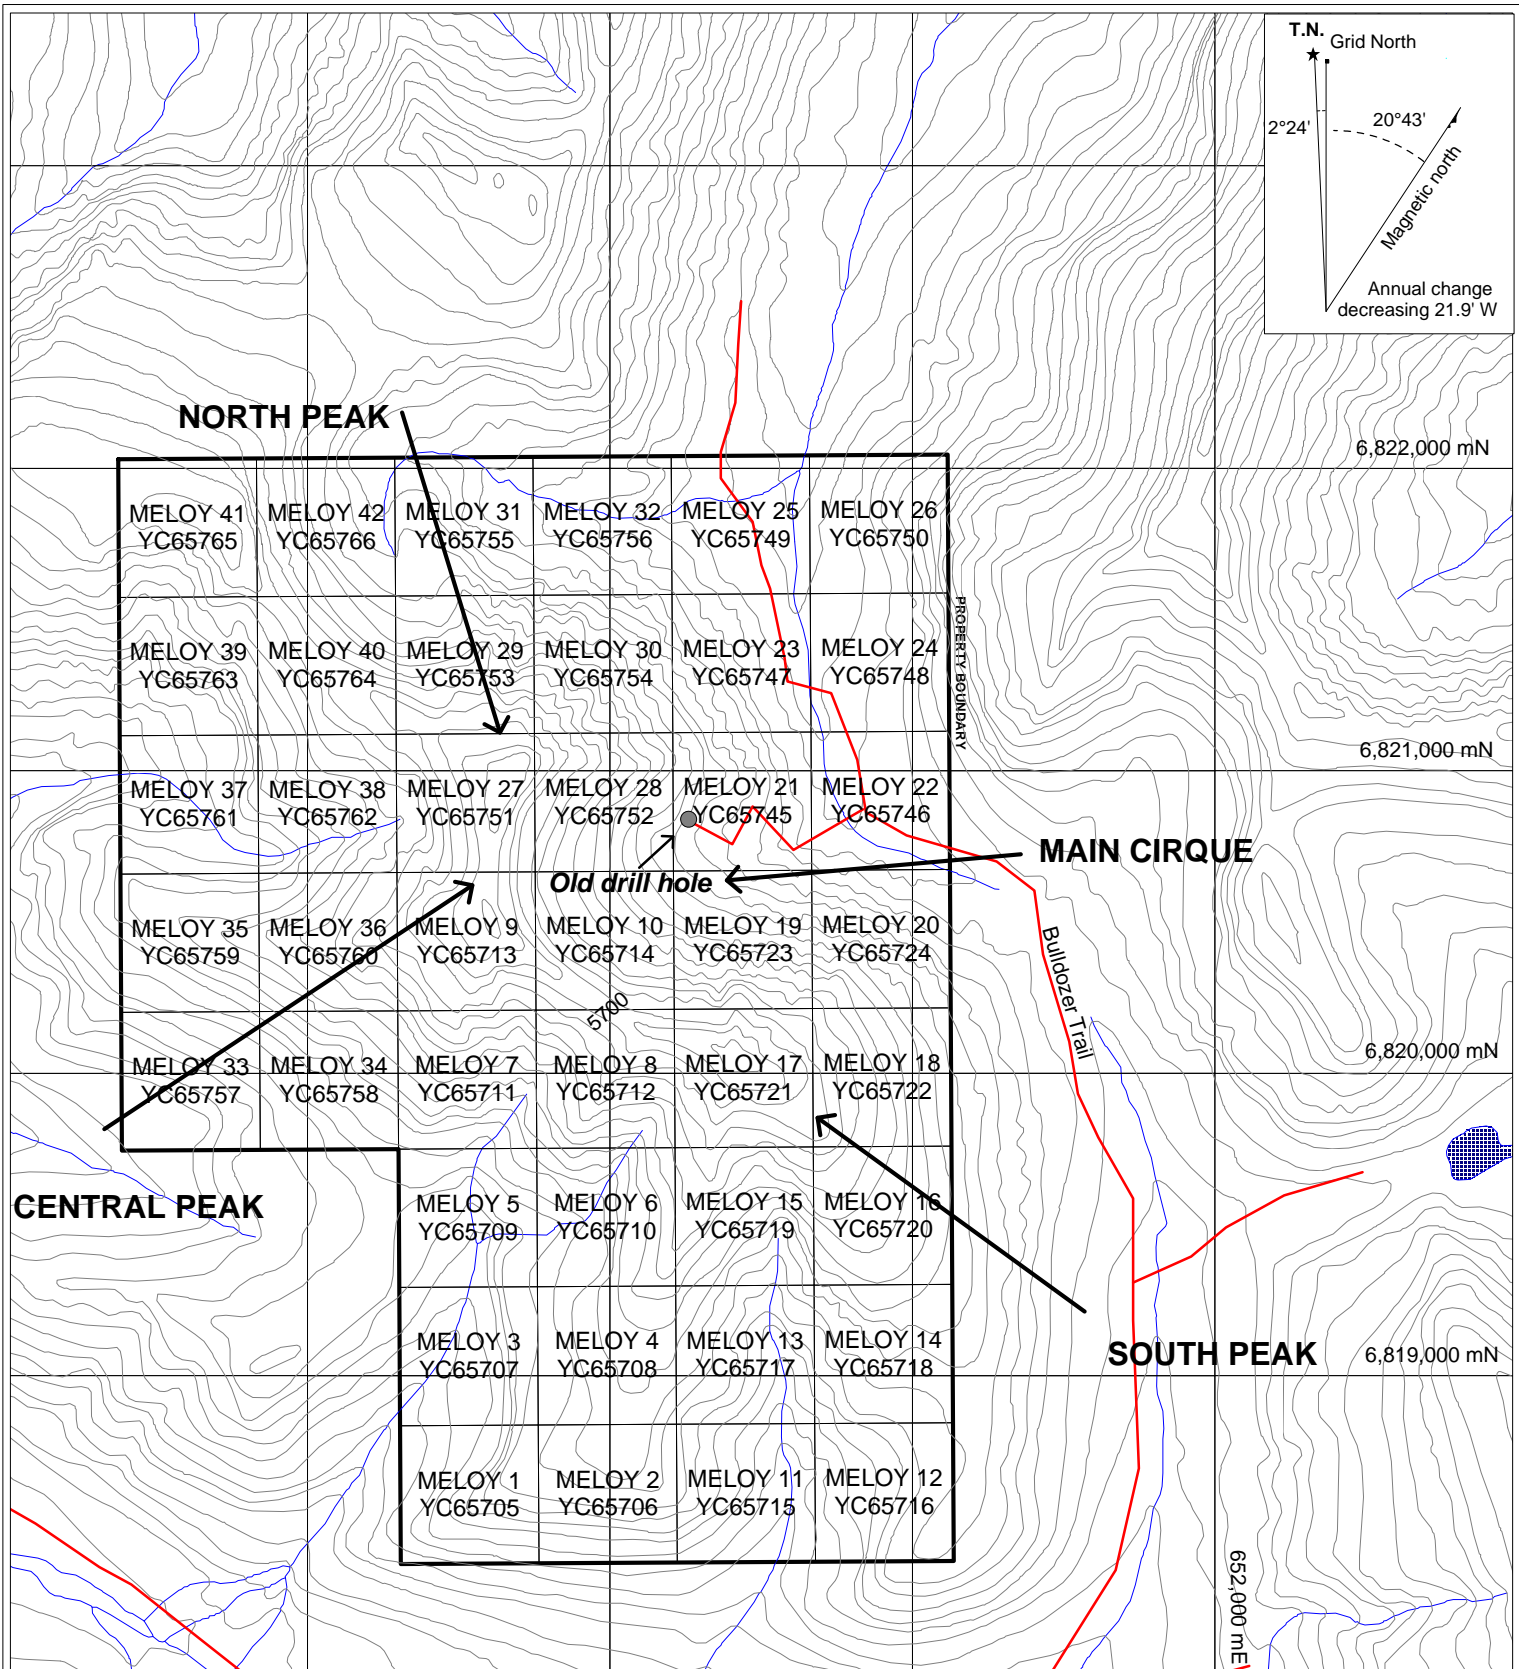 T.N.
Grid North
2°24'
20°43'
Magnetic north
Annual change
decreasing 21.9' W
NORTH PEAK
6,822,000 mN
MELOY 41
YC65765
MELOY 42
YC65766
MELOY 31
YC65755
MELOY 32
YC65756
MELOY 25
YC65749
MELOY 26
YC65750
PROPERTY BOUNDARY
MELOY 39
YC65763
MELOY 40
YC65764
MELOY 29
YC65753
MELOY 30
YC65754
MELOY 23
YC65747
MELOY 24
YC65748
6,821,000 mN
MELOY 37
YC65761
MELOY 38
YC65762
MELOY 27
YC65751
MELOY 28
YC65752
MELOY 21
YC65745
MELOY 22
YC65746
MAIN CIRQUE
Old drill hole
MELOY 35
YC65759
MELOY 36
YC65760
MELOY 9
YC65713
MELOY 10
YC65714
MELOY 19
YC65723
MELOY 20
YC65724
Bulldozer Trail
5700
6,820,000 mN
MELOY 33
YC65757
MELOY 34
YC65758
MELOY 7
YC65711
MELOY 8
YC65712
MELOY 17
YC65721
MELOY 18
YC65722
CENTRAL PEAK
MELOY 5
YC65709
MELOY 6
YC65710
MELOY 15
YC65719
MELOY 16
YC65720
SOUTH PEAK
6,819,000 mN
MELOY 3
YC65707
MELOY 4
YC65708
MELOY 13
YC65717
MELOY 14
YC65718
MELOY 1
YC65705
MELOY 2
YC65706
MELOY 11
YC65715
MELOY 12
YC65716
652,000 mE